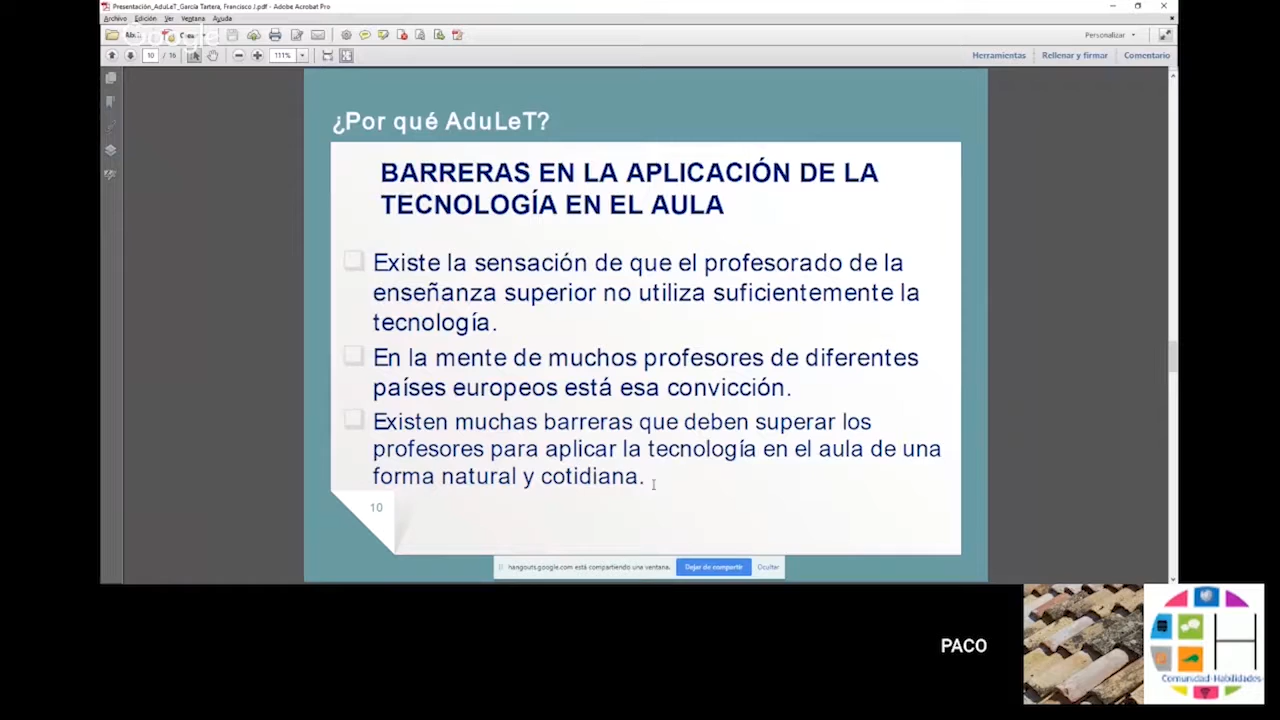 Presentación_AduLeT_García Tartera, Francisco J.pdf - Adobe Acrobat Pro
Archivo Edición Ver Ventana Ayuda
Google
Personalizar
10 / 16
111%
Herramientas Rellenar y firmar Comentario
¿Por qué AduLeT?
BARRERAS EN LA APLICACIÓN DE LA
TECNOLOGÍA EN EL AULA
Existe la sensación de que el profesorado de la
enseñanza superior no utiliza suficientemente la
tecnología.
En la mente de muchos profesores de diferentes
países europeos está esa convicción.
Existen muchas barreras que deben superar los
profesores para aplicar la tecnología en el aula de una
forma natural y cotidiana.
10
hangouts.google.com está compartiendo una ventana. Dejar de compartir Ocultar
PACO
H
Comunidad-Habilidades-